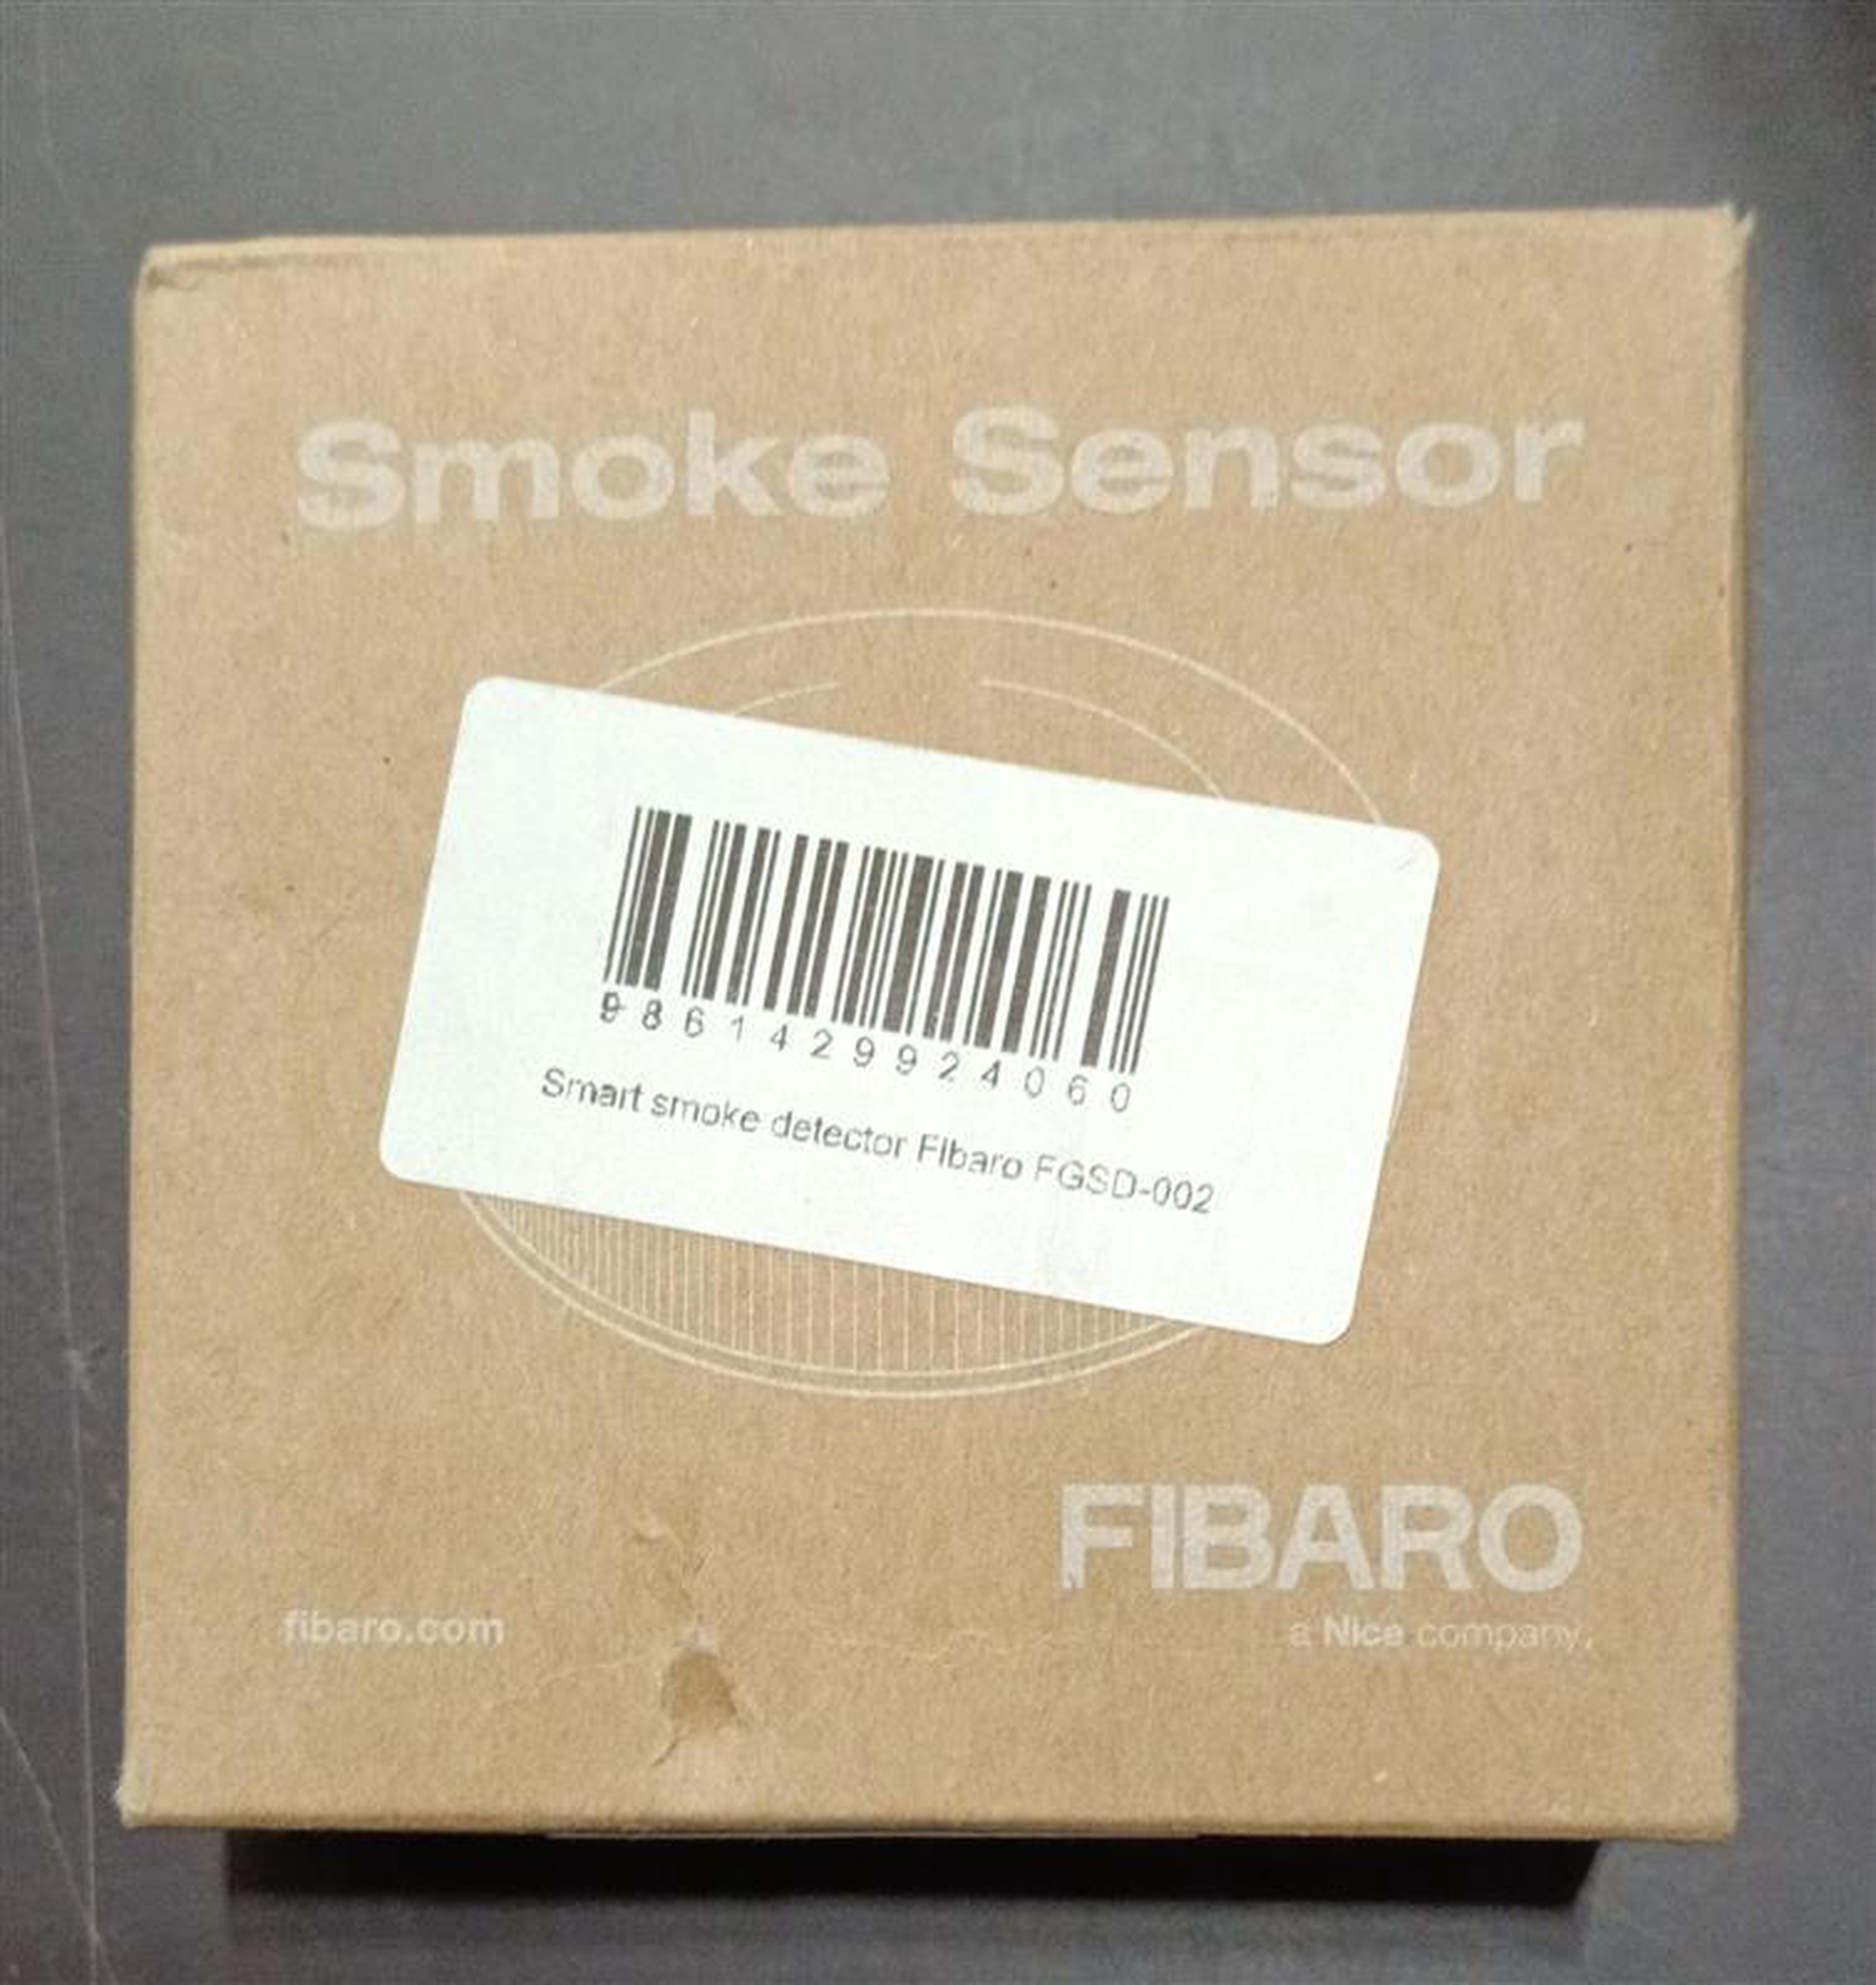 Smoke Sensor
9861429924060
Smart smoke detector Fibaro FGSD-002
FIBARO
fibaro.com
a Nice company.